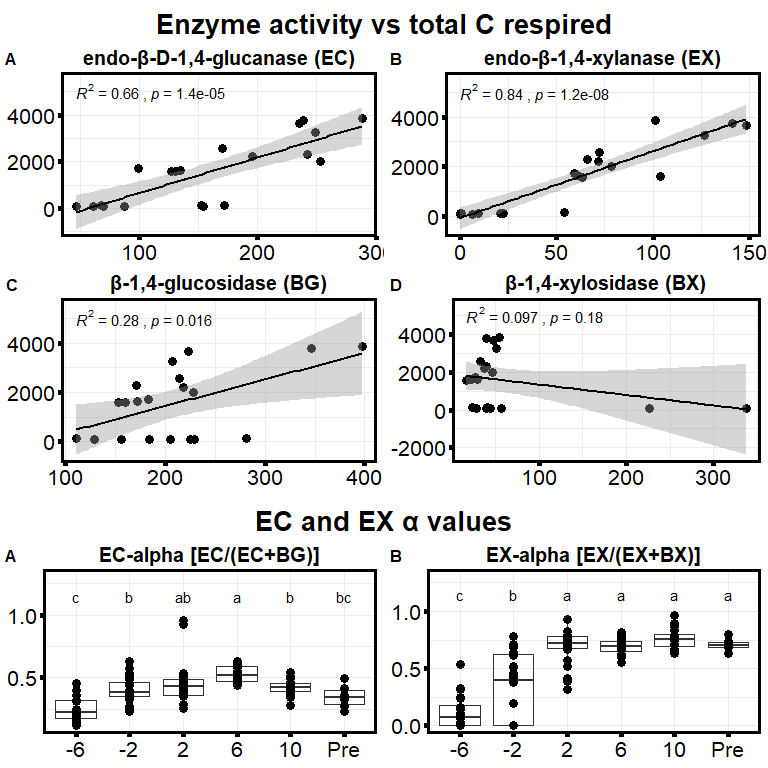 Enzyme activity vs total C respired
A endo-β-D-1,4-glucanase (EC)
R² = 0.66 , p = 1.4e-05
4000
2000
0
100 200 300
B endo-β-1,4-xylanase (EX)
R² = 0.84 , p = 1.2e-08
4000
2000
0
0 50 100 150
C β-1,4-glucosidase (BG)
R² = 0.28 , p = 0.016
4000
2000
0
100 200 300 400
D β-1,4-xylosidase (BX)
R² = 0.097 , p = 0.18
4000
2000
0
-2000
100 200 300
EC and EX α values
A EC-alpha [EC/(EC+BG)]
c b ab a b bc
1.0
0.5
-6 -2 2 6 10 Pre
B EX-alpha [EX/(EX+BX)]
c b a a a a
1.0
0.5
0.0
-6 -2 2 6 10 Pre